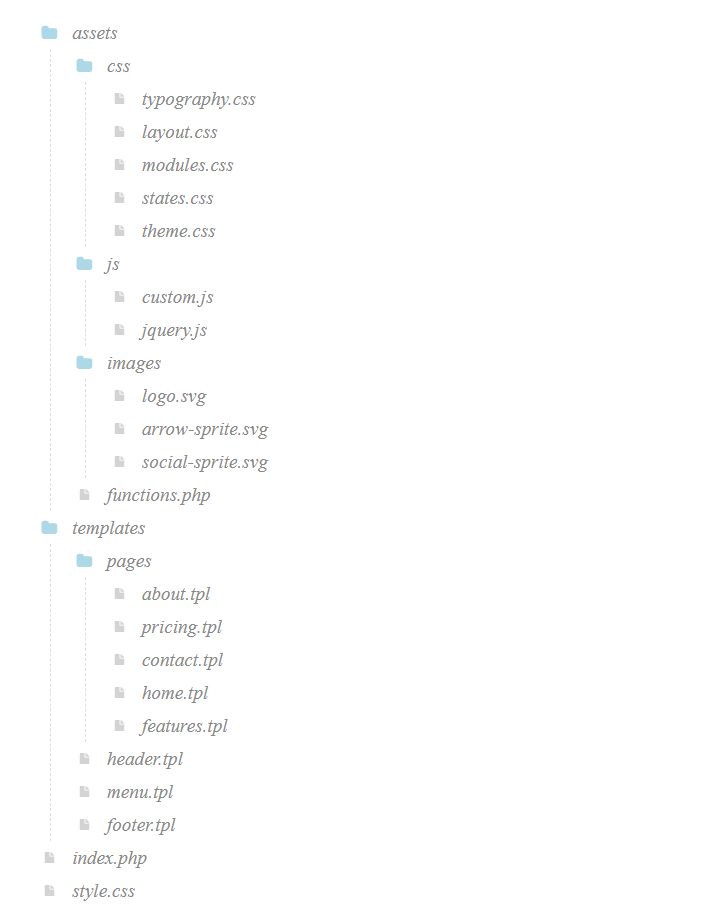 assets
css
typography.css
layout.css
modules.css
states.css
theme.css
js
custom.js
jquery.js
images
logo.svg
arrow-sprite.svg
social-sprite.svg
functions.php
templates
pages
about.tpl
pricing.tpl
contact.tpl
home.tpl
features.tpl
header.tpl
menu.tpl
footer.tpl
index.php
style.css